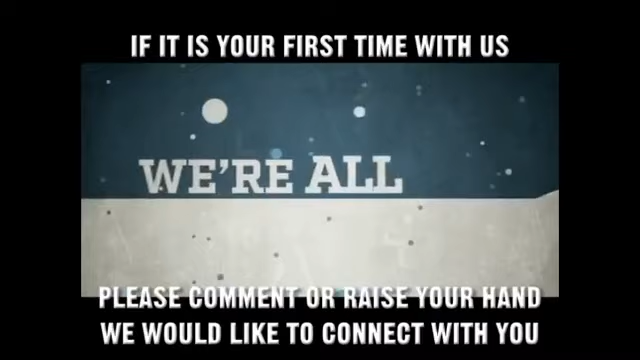 IF IT IS YOUR FIRST TIME WITH US
WE'RE ALL
PLEASE COMMENT OR RAISE YOUR HAND
WE WOULD LIKE TO CONNECT WITH YOU